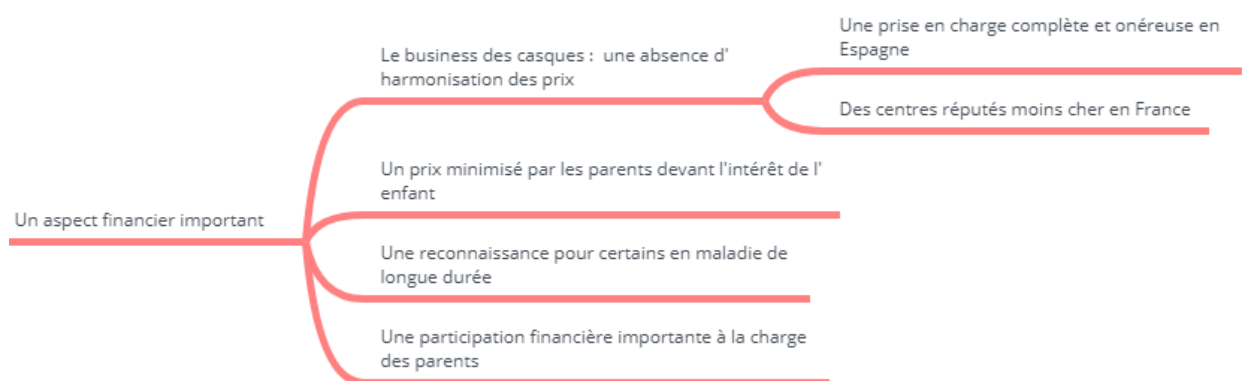 Un aspect financier important
Le business des casques :  une absence d'
harmonisation des prix
Une prise en charge complète et onéreuse en
Espagne
Des centres réputés moins cher en France
Un prix minimisé par les parents devant l'intérêt de l'
enfant
Une reconnaissance pour certains en maladie de
longue durée
Une participation financière importante à la charge
des parents